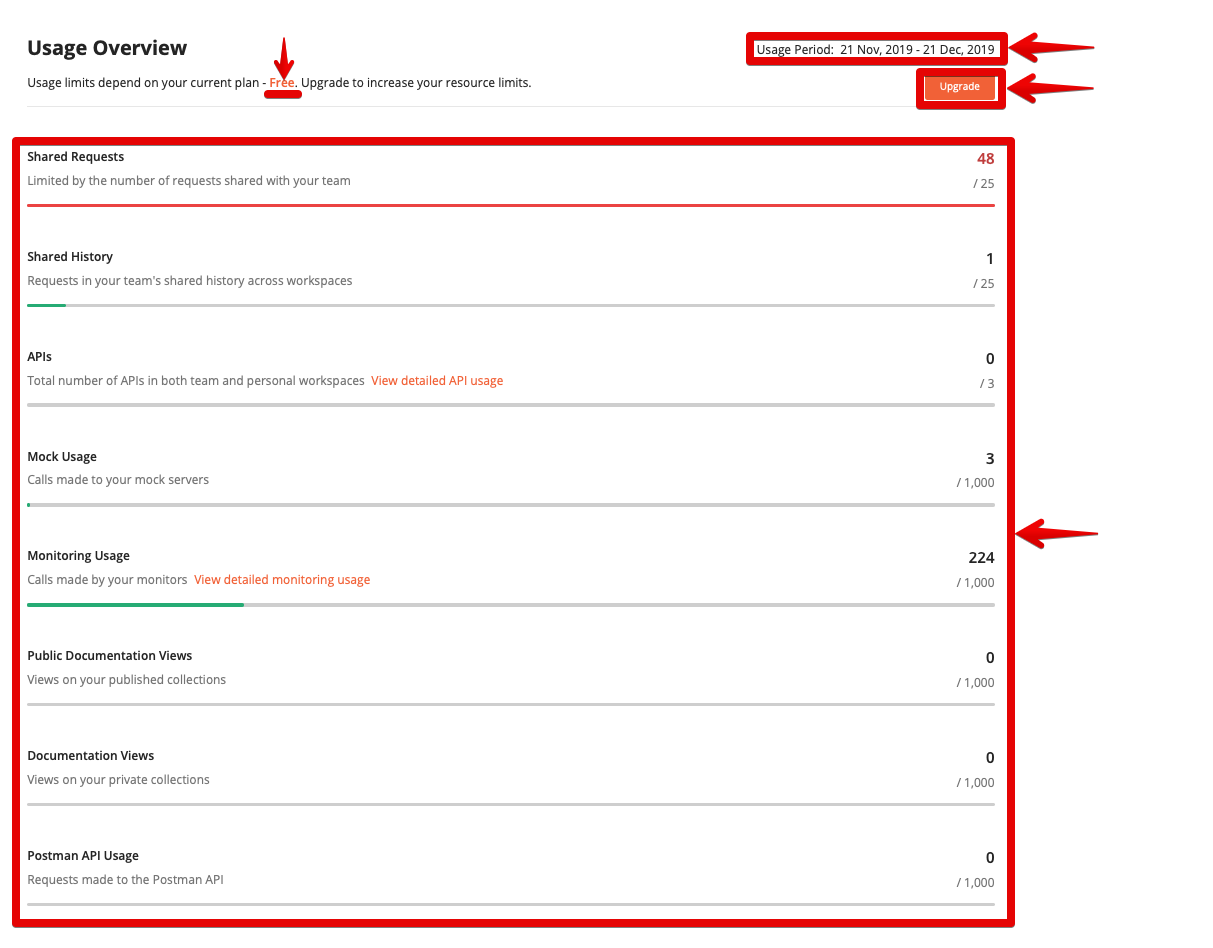 Usage Overview
Usage Period: 21 Nov, 2019 - 21 Dec, 2019
Usage limits depend on your current plan - Free. Upgrade to increase your resource limits.
Upgrade
Shared Requests
48
Limited by the number of requests shared with your team
/ 25
Shared History
1
Requests in your team's shared history across workspaces
/ 25
APIs
0
Total number of APIs in both team and personal workspaces View detailed API usage
/ 3
Mock Usage
3
Calls made to your mock servers
/ 1,000
Monitoring Usage
224
Calls made by your monitors View detailed monitoring usage
/ 1,000
Public Documentation Views
0
Views on your published collections
/ 1,000
Documentation Views
0
Views on your private collections
/ 1,000
Postman API Usage
0
Requests made to the Postman API
/ 1,000